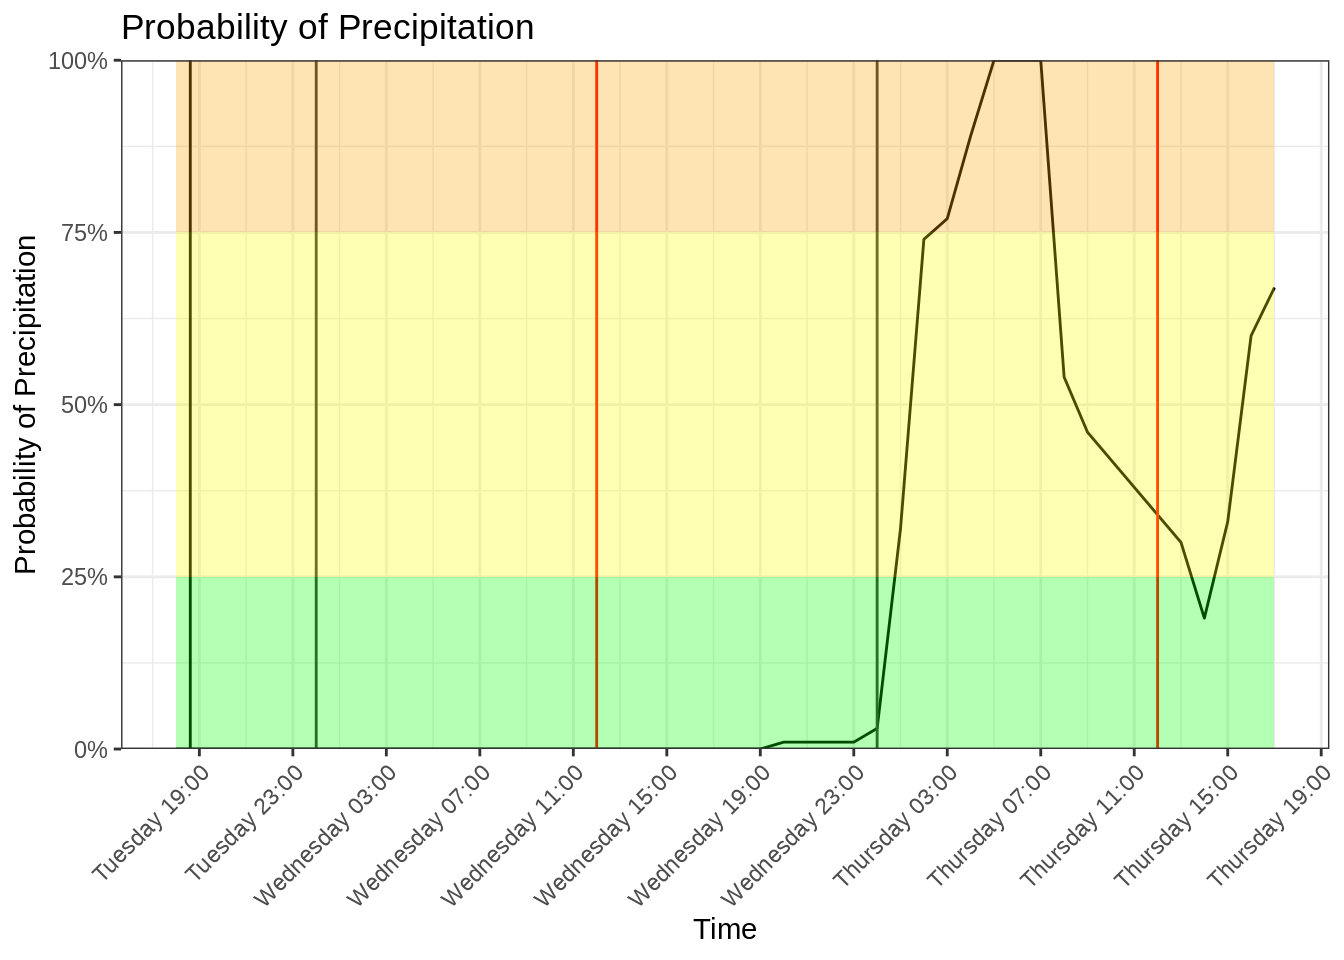 Probability of Precipitation
Probability of Precipitation
100%
75%
50%
25%
0%
Tuesday 19:00
Tuesday 23:00
Wednesday 03:00
Wednesday 07:00
Wednesday 11:00
Wednesday 15:00
Wednesday 19:00
Wednesday 23:00
Thursday 03:00
Thursday 07:00
Thursday 11:00
Thursday 15:00
Thursday 19:00
Time